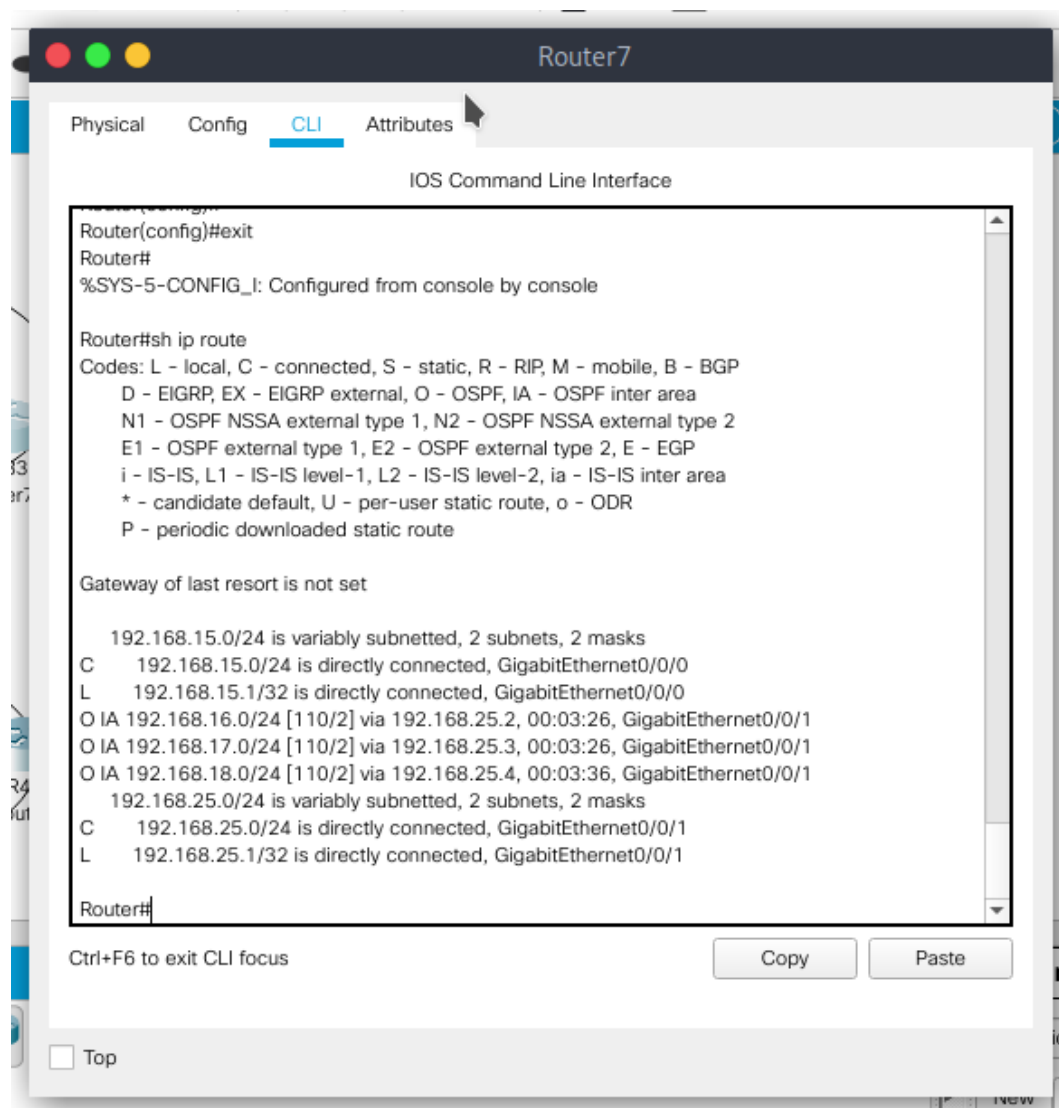 Router7
Physical Config CLI Attributes
IOS Command Line Interface
Router(config)#exit
Router#
%SYS-5-CONFIG_I: Configured from console by console
Router#sh ip route
Codes: L - local, C - connected, S - static, R - RIP, M - mobile, B - BGP
D - EIGRP, EX - EIGRP external, O - OSPF, IA - OSPF inter area
N1 - OSPF NSSA external type 1, N2 - OSPF NSSA external type 2
E1 - OSPF external type 1, E2 - OSPF external type 2, E - EGP
i - IS-IS, L1 - IS-IS level-1, L2 - IS-IS level-2, ia - IS-IS inter area
* - candidate default, U - per-user static route, o - ODR
P - periodic downloaded static route
Gateway of last resort is not set
192.168.15.0/24 is variably subnetted, 2 subnets, 2 masks
C 192.168.15.0/24 is directly connected, GigabitEthernet0/0/0
L 192.168.15.1/32 is directly connected, GigabitEthernet0/0/0
O IA 192.168.16.0/24 [110/2] via 192.168.25.2, 00:03:26, GigabitEthernet0/0/1
O IA 192.168.17.0/24 [110/2] via 192.168.25.3, 00:03:26, GigabitEthernet0/0/1
O IA 192.168.18.0/24 [110/2] via 192.168.25.4, 00:03:36, GigabitEthernet0/0/1
192.168.25.0/24 is variably subnetted, 2 subnets, 2 masks
C 192.168.25.0/24 is directly connected, GigabitEthernet0/0/1
L 192.168.25.1/32 is directly connected, GigabitEthernet0/0/1
Router#
Ctrl+F6 to exit CLI focus
Copy Paste
Top
New